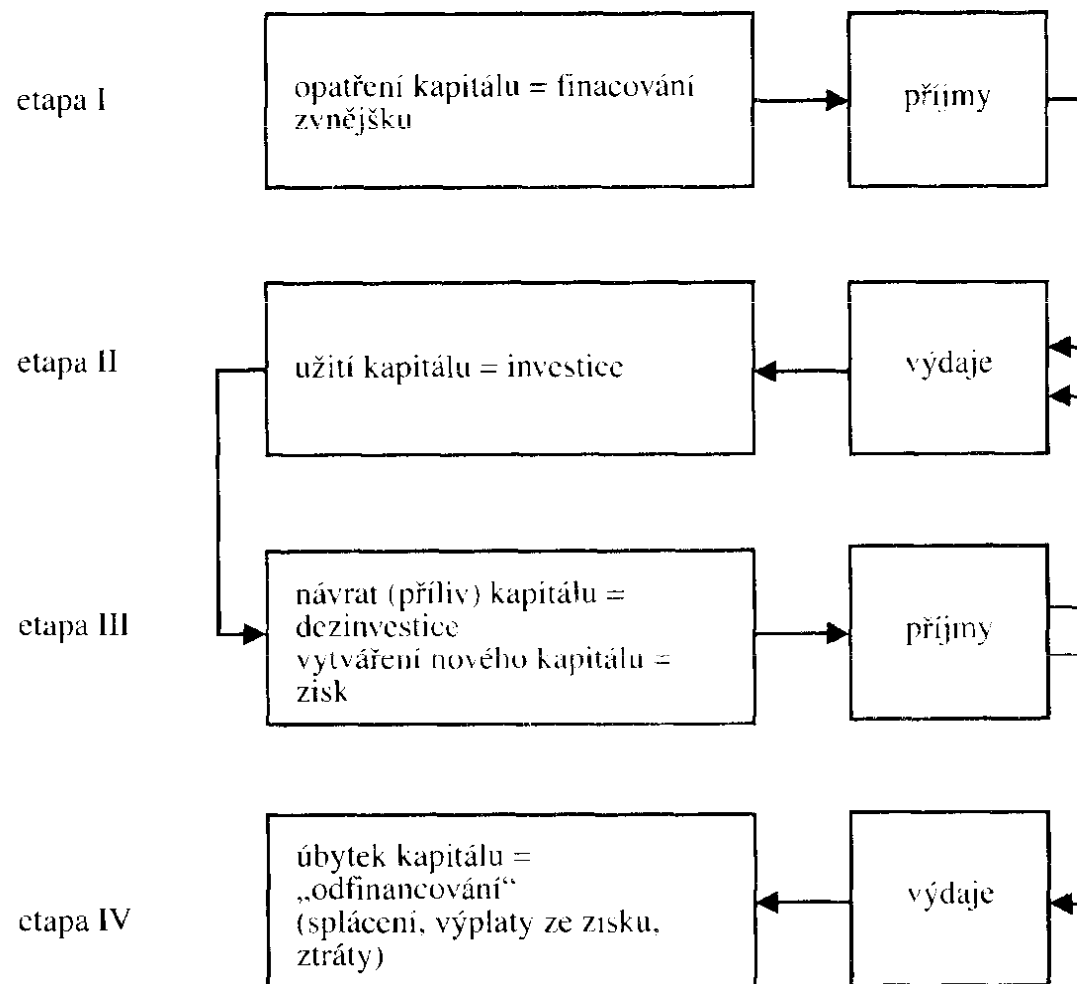 etapa I
opatření kapitálu = finacování
zvnějšku
příjmy
etapa II
užití kapitálu = investice
výdaje
etapa III
návrat (příliv) kapitálu =
dezinvestice
vytváření nového kapitálu =
zisk
příjmy
etapa IV
úbytek kapitálu =
„odfinancování“
(splácení, výplaty ze zisku,
ztráty)
výdaje